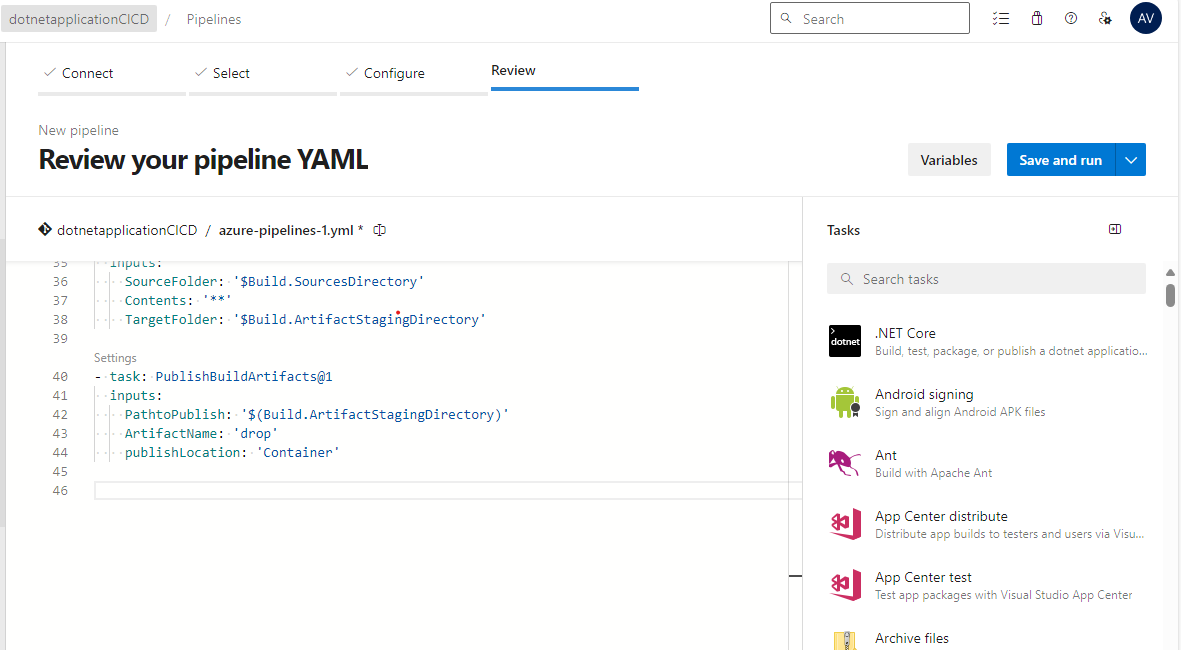 dotnetapplicationCICD / Pipelines
Search
AV
Connect
Select
Configure
Review
New pipeline
Review your pipeline YAML
Variables
Save and run
dotnetapplicationCICD / azure-pipelines-1.yml *
35 inputs:
36 SourceFolder: '$Build.SourcesDirectory'
37 Contents: '**'
38 TargetFolder: '$Build.ArtifactStagingDirectory'
39
Settings
40 - task: PublishBuildArtifacts@1
41 inputs:
42 PathtoPublish: '$(Build.ArtifactStagingDirectory)'
43 ArtifactName: 'drop'
44 publishLocation: 'Container'
45
46
Tasks
Search tasks
dotnet
.NET Core
Build, test, package, or publish a dotnet applicatio...
Android signing
Sign and align Android APK files
Ant
Build with Apache Ant
App Center distribute
Distribute app builds to testers and users via Visu...
App Center test
Test app packages with Visual Studio App Center
Archive files